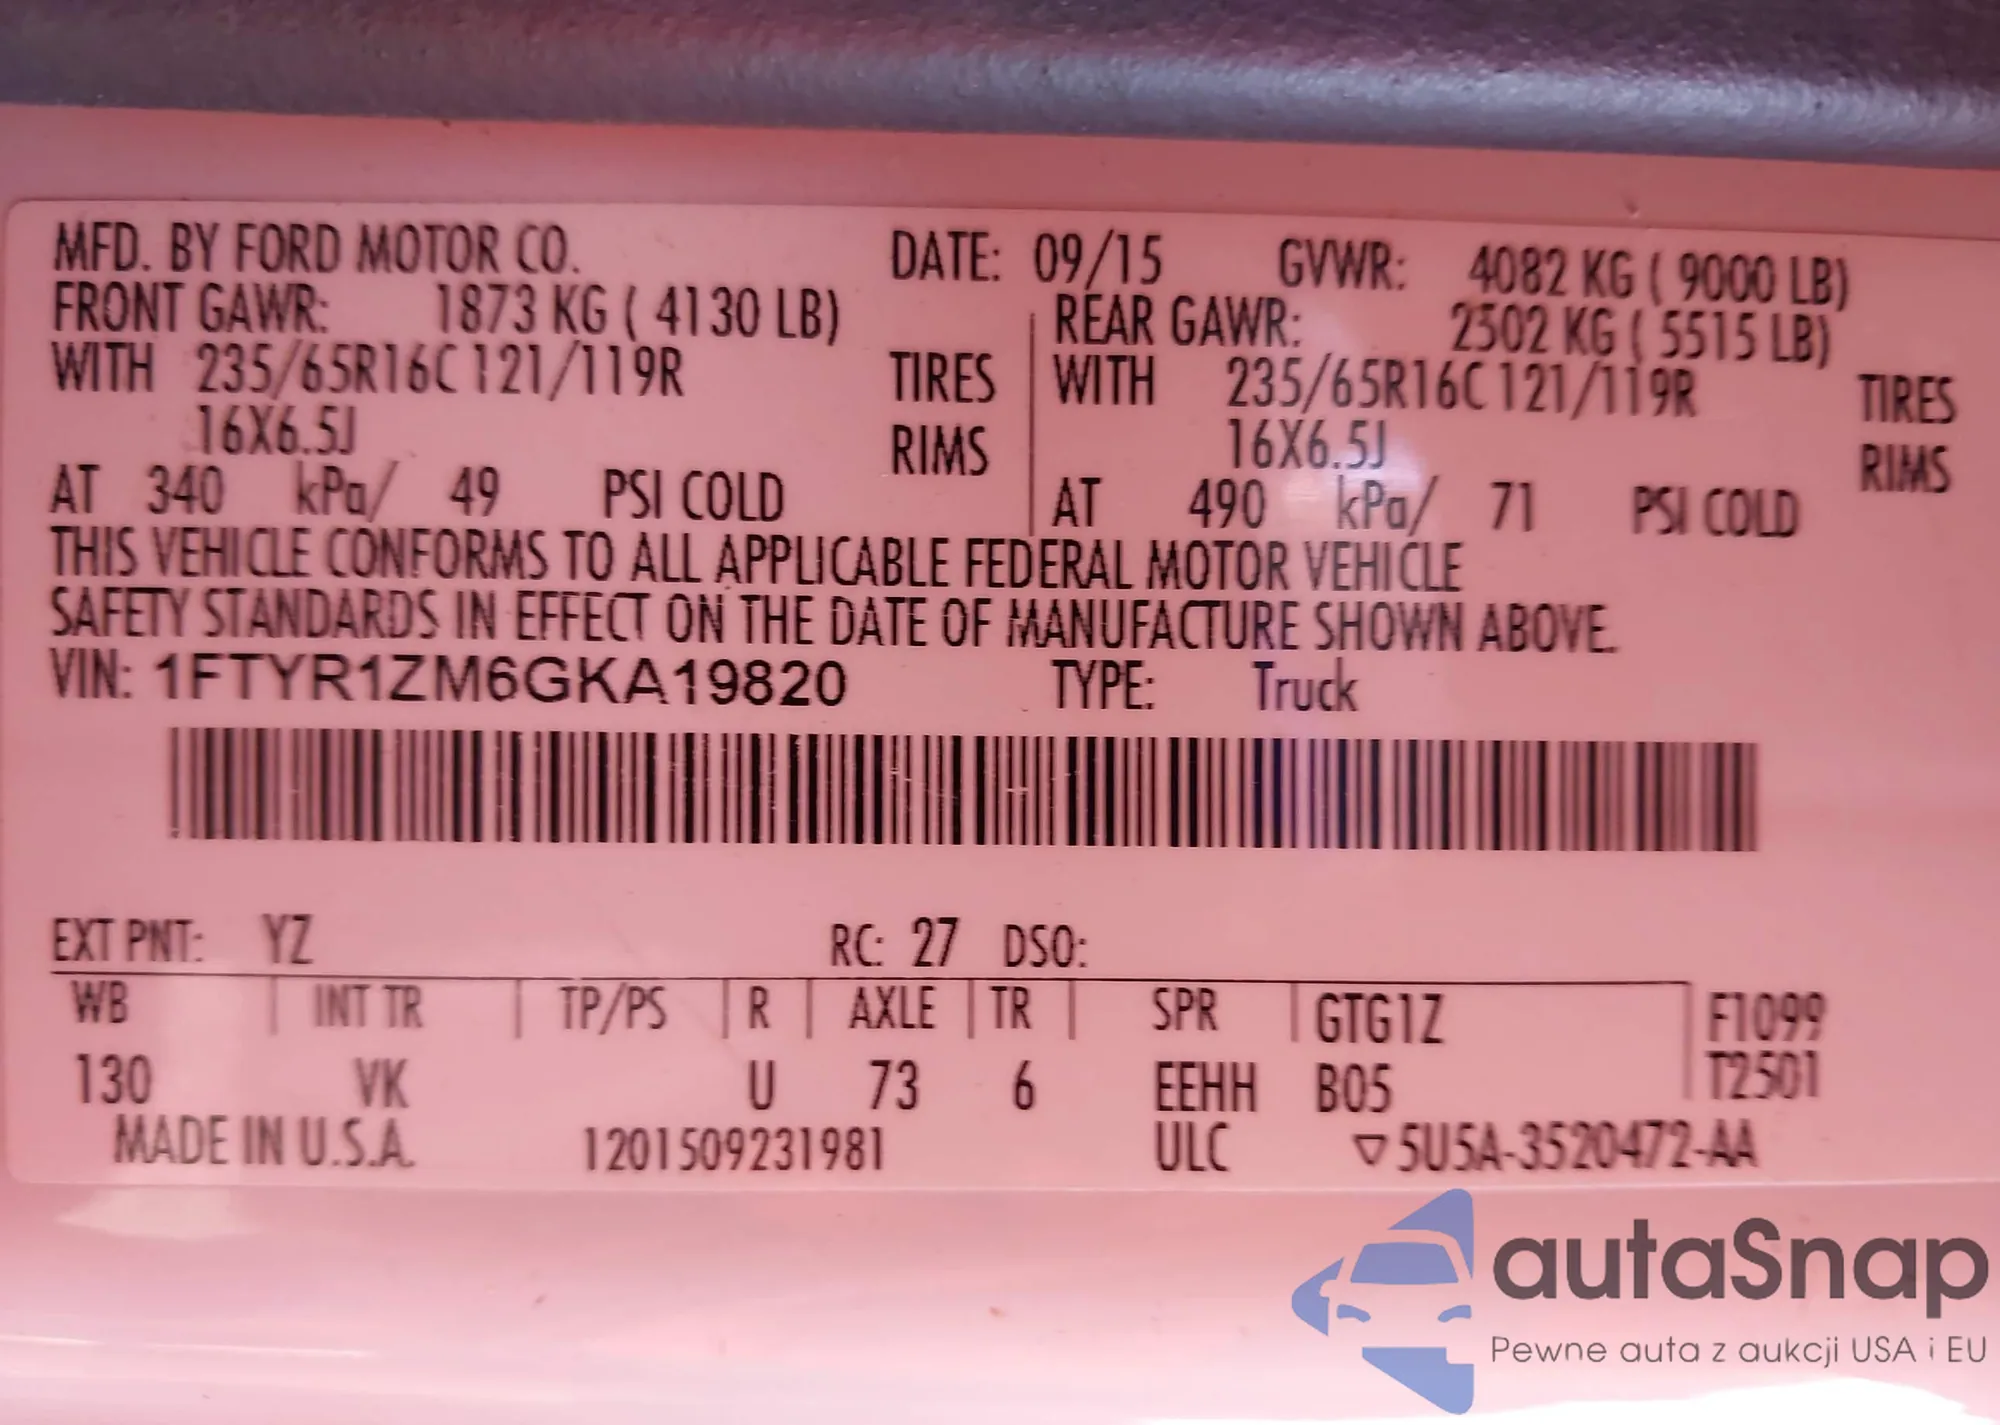 MFD. BY FORD MOTOR CO. DATE: 09/15 GVWR: 4082 KG ( 9000 LB)
FRONT GAWR: 1873 KG ( 4130 LB) REAR GAWR: 2502 KG ( 5515 LB)
WITH 235/65R16C 121/119R TIRES WITH 235/65R16C 121/119R TIRES
16X6.5J RIMS 16X6.5J RIMS
AT 340 kPa/ 49 PSI COLD AT 490 kPa/ 71 PSI COLD
THIS VEHICLE CONFORMS TO ALL APPLICABLE FEDERAL MOTOR VEHICLE
SAFETY STANDARDS IN EFFECT ON THE DATE OF MANUFACTURE SHOWN ABOVE.
VIN: 1FTYR1ZM6GKA19820 TYPE: Truck
EXT PNT: YZ RC: 27 DSO:
WB INT TR TP/PS R AXLE TR SPR GTG1Z F1099
130 VK U 73 6 EEHH B05 T2501
MADE IN U.S.A. 1201509231981 ULC ▽5U5A-3520472-AA
autaSnap
Pewne auta z aukcji USA i EU